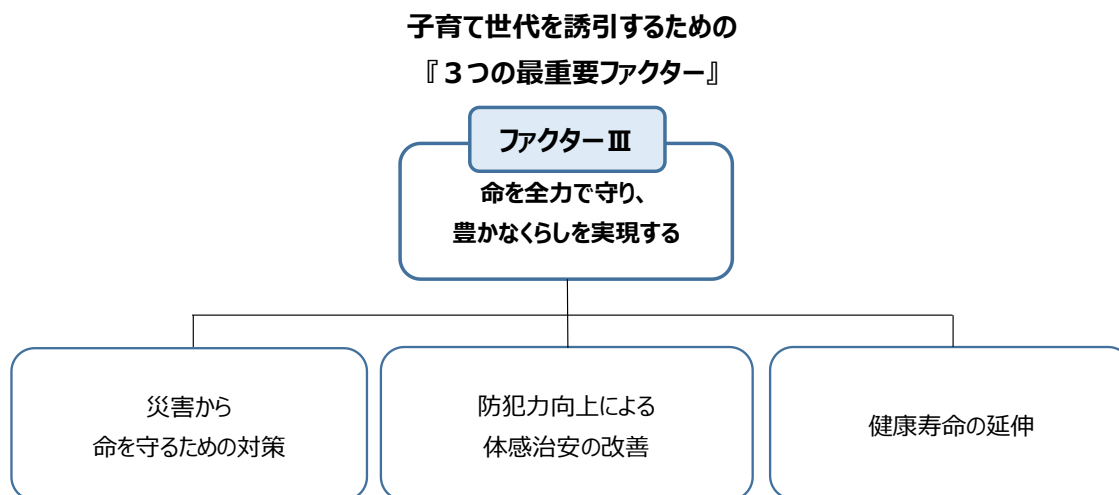 子育て世代を誘引するための
『３つの最重要ファクター』
ファクターⅢ
命を全力で守り、
豊かなくらしを実現する
災害から
命を守るための対策
防犯力向上による
体感治安の改善
健康寿命の延伸